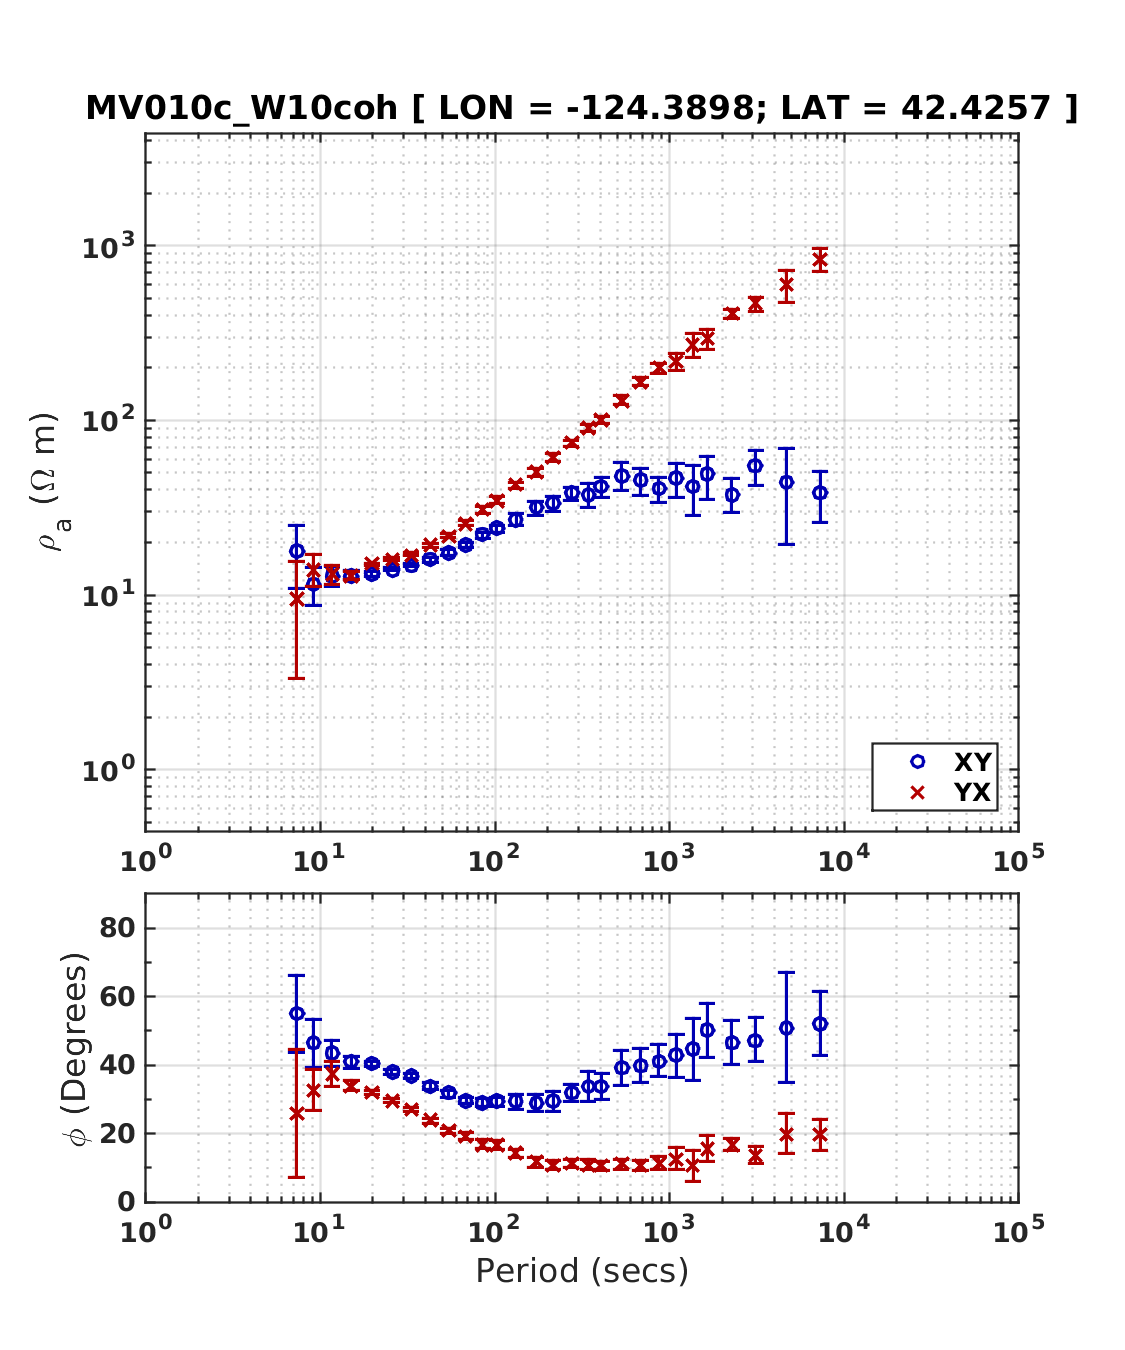 MV010c_W10coh [ LON = -124.3898; LAT = 42.4257 ]
10³
10²
10¹
10⁰
ρ a (Ω m)
XY
YX
10⁰ 10¹ 10² 10³ 10⁴ 10⁵
80
60
40
20
0
ϕ (Degrees)
10⁰ 10¹ 10² 10³ 10⁴ 10⁵
Period (secs)